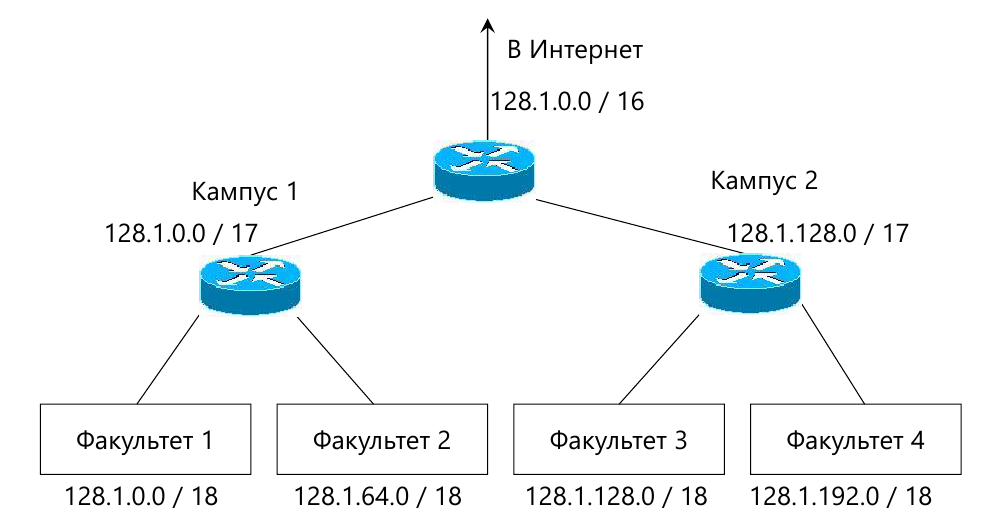 В Интернет
128.1.0.0 / 16
Кампус 1
Кампус 2
128.1.0.0 / 17
128.1.128.0 / 17
Факультет 1
Факультет 2
Факультет 3
Факультет 4
128.1.0.0 / 18
128.1.64.0 / 18
128.1.128.0 / 18
128.1.192.0 / 18